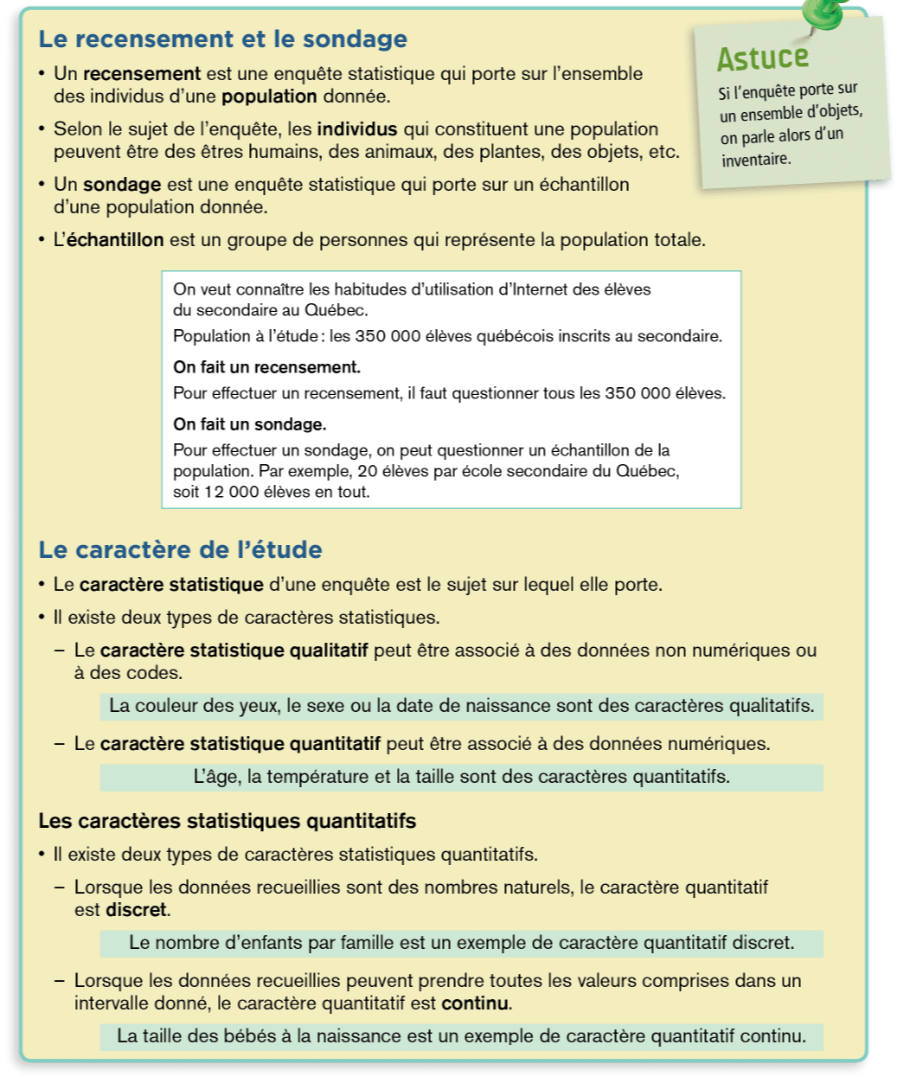 Le recensement et le sondage
• Un recensement est une enquête statistique qui porte sur l'ensemble
des individus d'une population donnée.
• Selon le sujet de l'enquête, les individus qui constituent une population
peuvent être des êtres humains, des animaux, des plantes, des objets, etc.
• Un sondage est une enquête statistique qui porte sur un échantillon
d'une population donnée.
• L'échantillon est un groupe de personnes qui représente la population totale.
Astuce
Si l'enquête porte sur
un ensemble d'objets,
on parle alors d'un
inventaire.
On veut connaître les habitudes d'utilisation d'Internet des élèves
du secondaire au Québec.
Population à l'étude : les 350 000 élèves québécois inscrits au secondaire.
On fait un recensement.
Pour effectuer un recensement, il faut questionner tous les 350 000 élèves.
On fait un sondage.
Pour effectuer un sondage, on peut questionner un échantillon de la
population. Par exemple, 20 élèves par école secondaire du Québec,
soit 12 000 élèves en tout.
Le caractère de l'étude
• Le caractère statistique d'une enquête est le sujet sur lequel elle porte.
• Il existe deux types de caractères statistiques.
– Le caractère statistique qualitatif peut être associé à des données non numériques ou
à des codes.
La couleur des yeux, le sexe ou la date de naissance sont des caractères qualitatifs.
– Le caractère statistique quantitatif peut être associé à des données numériques.
L'âge, la température et la taille sont des caractères quantitatifs.
Les caractères statistiques quantitatifs
• Il existe deux types de caractères statistiques quantitatifs.
– Lorsque les données recueillies sont des nombres naturels, le caractère quantitatif
est discret.
Le nombre d'enfants par famille est un exemple de caractère quantitatif discret.
– Lorsque les données recueillies peuvent prendre toutes les valeurs comprises dans un
intervalle donné, le caractère quantitatif est continu.
La taille des bébés à la naissance est un exemple de caractère quantitatif continu.